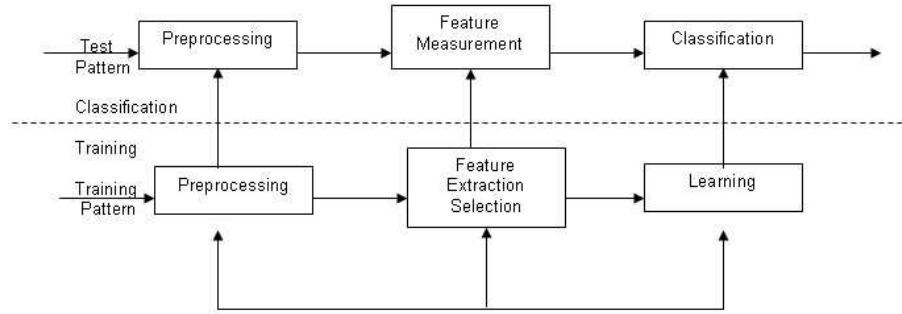 Test
Pattern
Preprocessing
Feature
Measurement
Classification
Classification
Training
Training
Pattern
Preprocessing
Feature
Extraction
Selection
Learning